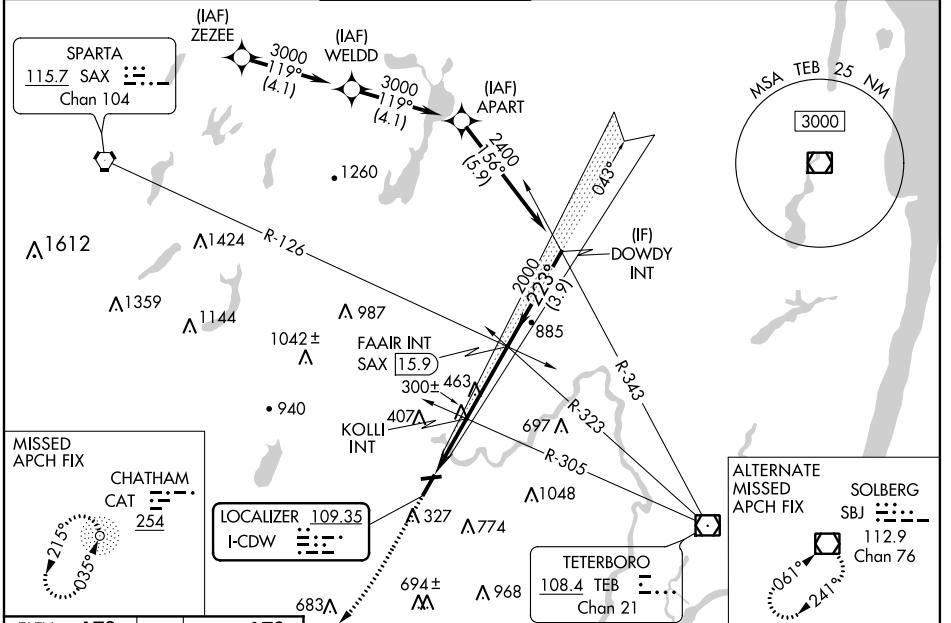 (IAF)
ZEZEE
(IAF)
WELDD
(IAF)
APART
3000
119°
(4.1)
3000
119°
(4.1)
2400
156°
(5.9)
SPARTA
115.7 SAX
Chan 104
MSA TEB 25 NM
3000
1260
043°
1612
1424
R-126
(IF)
DOWDY
INT
2000
223°
(3.9)
1359
1144
987
885
1042±
FAAIR INT
SAX 15.9
R-343
300±
463
940
407
KOLLI
INT
697
R-323
R-305
MISSED
APCH FIX
CHATHAM
CAT
254
215°
035°
LOCALIZER 109.35
I-CDW
327
774
1048
TETERBORO
108.4 TEB
Chan 21
ALTERNATE
MISSED
APCH FIX
SOLBERG
SBJ
112.9
Chan 76
061°
241°
683
694±
968